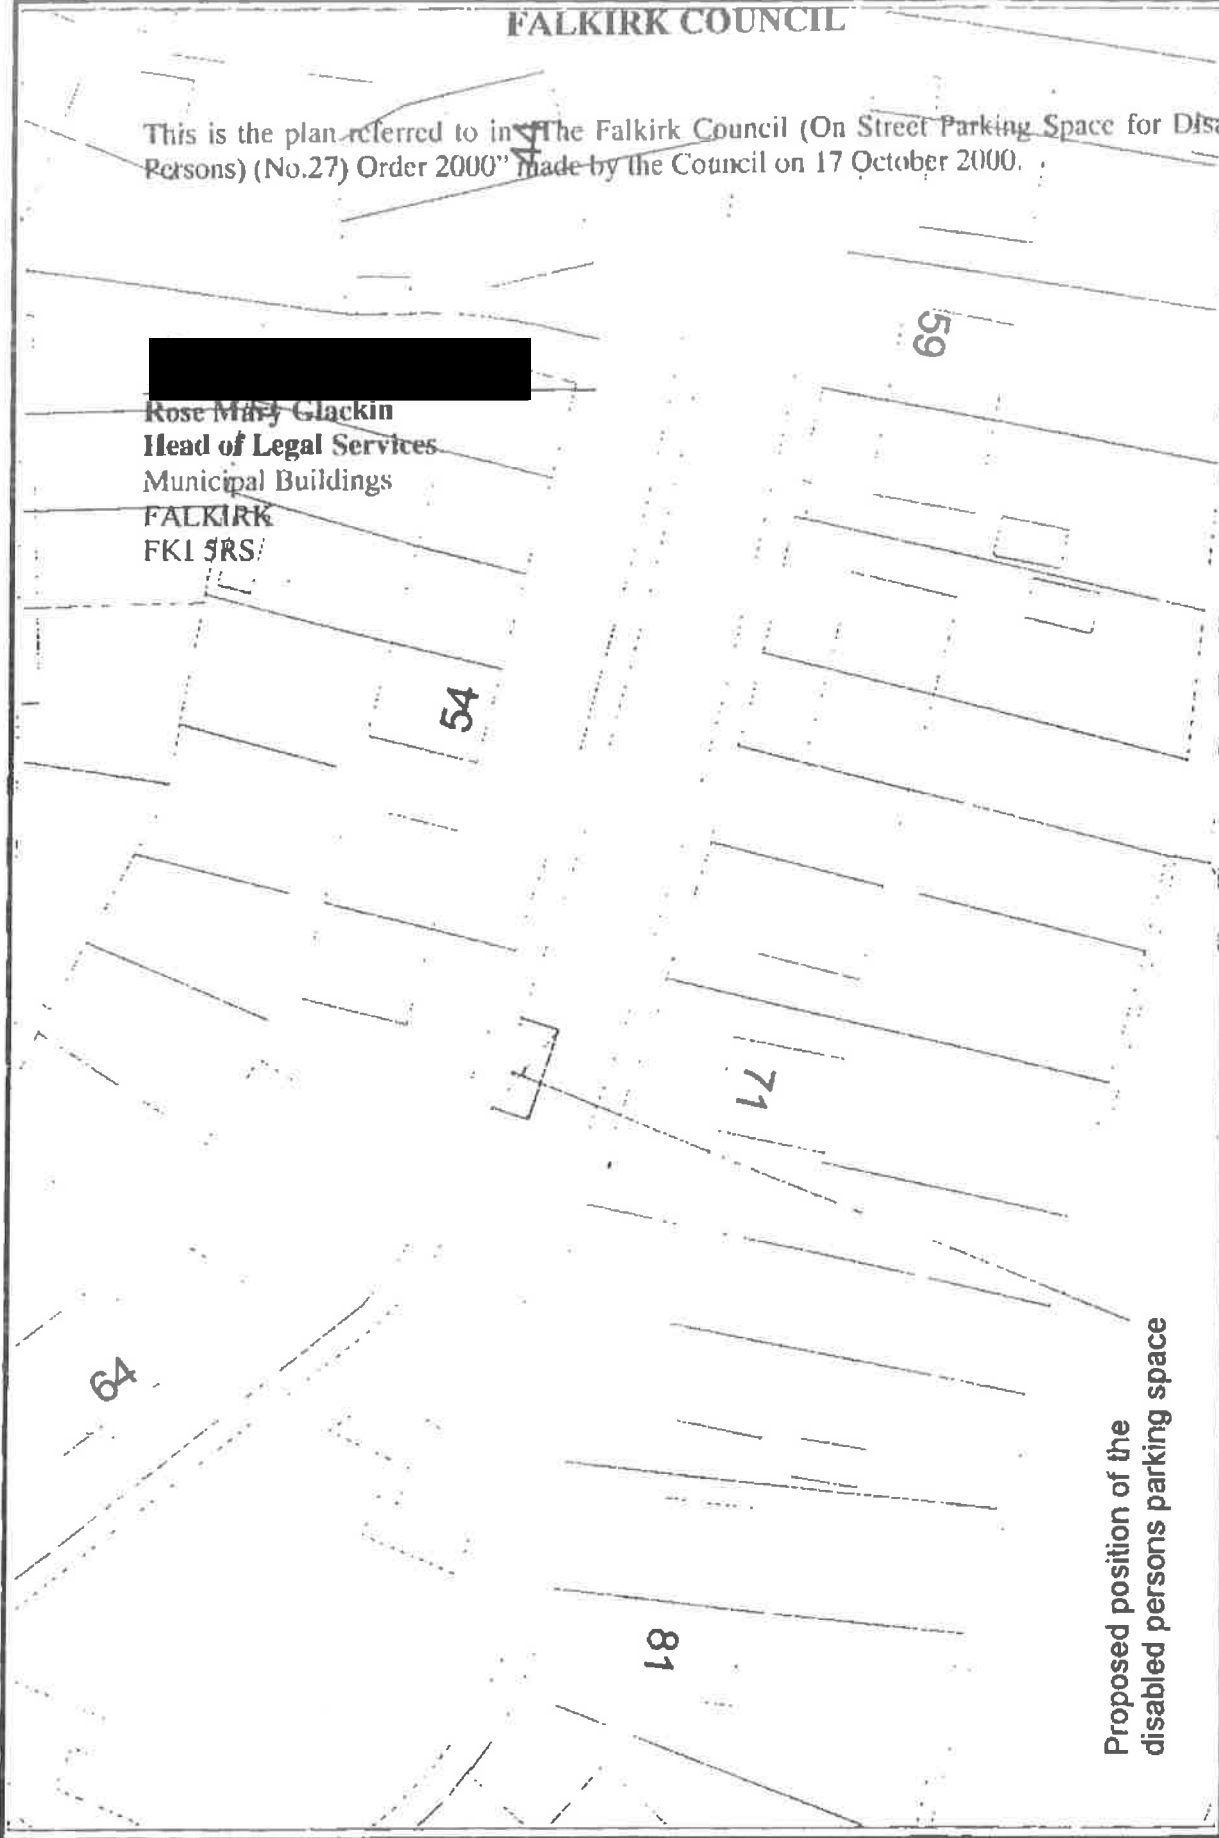 FALKIRK COUNCIL
This is the plan referred to in "The Falkirk Council (On Street Parking Space for Disa
Persons) (No.27) Order 2000" made by the Council on 17 October 2000.
44
Rose Mary Glackin
Head of Legal Services
Municipal Buildings
FALKIRK
FK1 5RS
59
54
71
64
81
Proposed position of the
disabled persons parking space